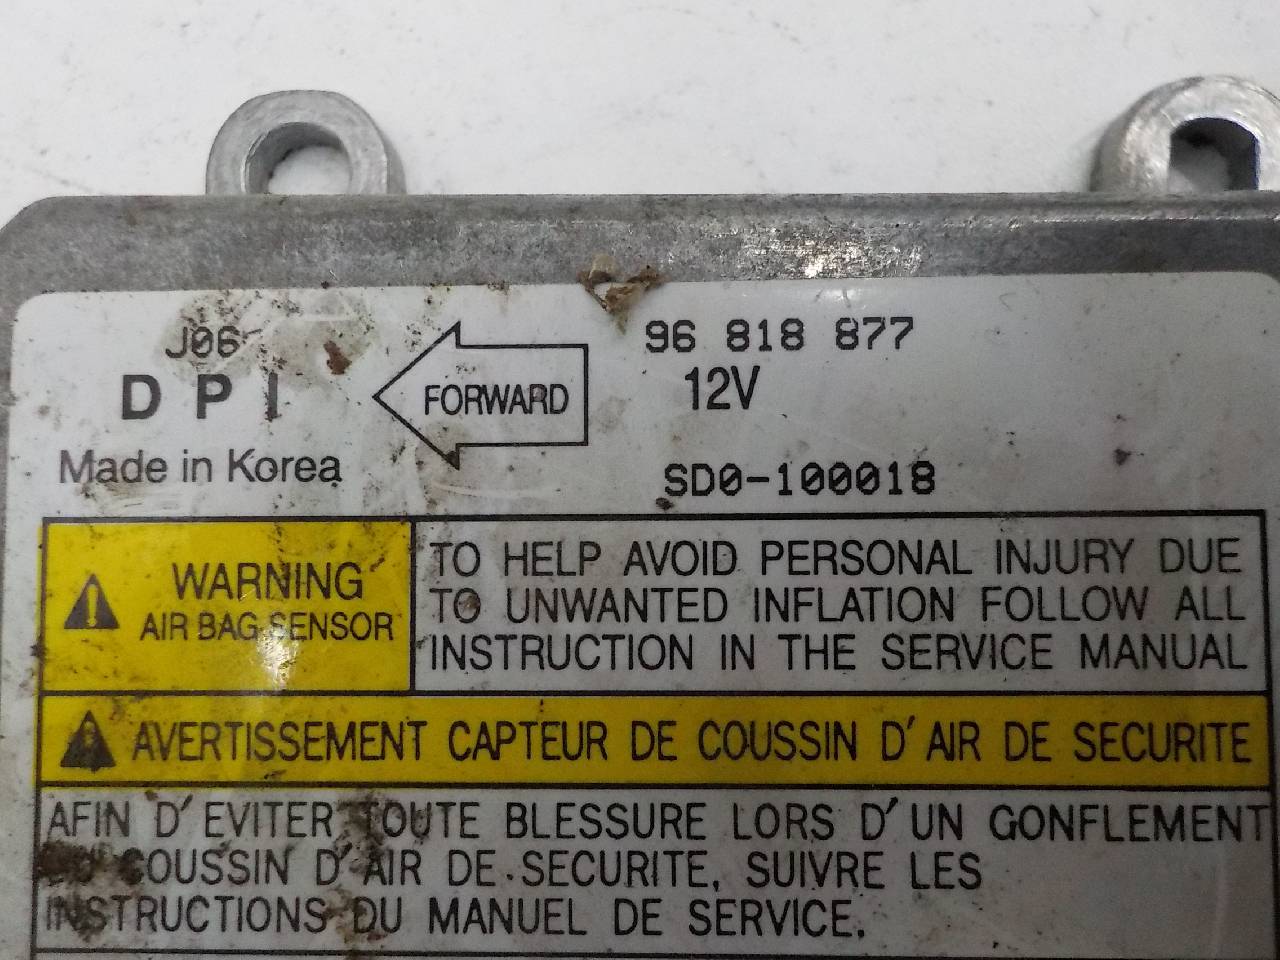 J06
DPI
Made in Korea
FORWARD
96 818 877
12V
SD0-100018
WARNING
AIR BAG SENSOR
TO HELP AVOID PERSONAL INJURY DUE
TO UNWANTED INFLATION FOLLOW ALL
INSTRUCTION IN THE SERVICE MANUAL
AVERTISSEMENT CAPTEUR DE COUSSIN D'AIR DE SECURITE
AFIN D'EVITER TOUTE BLESSURE LORS D'UN GONFLEMENT
COUSSIN D'AIR DE SECURITE, SUIVRE LES
INSTRUCTIONS DU MANUEL DE SERVICE.